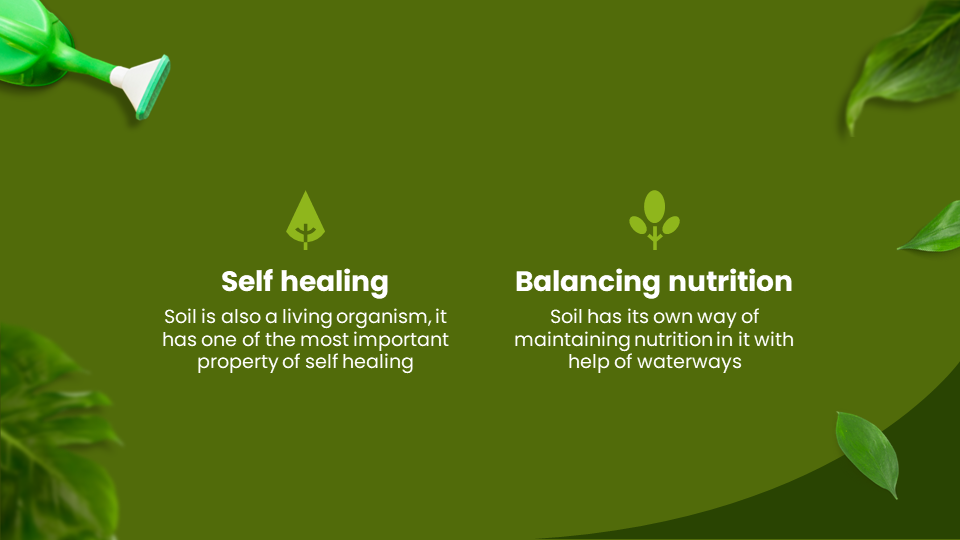 Self healing
Soil is also a living organism, it
has one of the most important
property of self healing
Balancing nutrition
Soil has its own way of
maintaining nutrition in it with
help of waterways